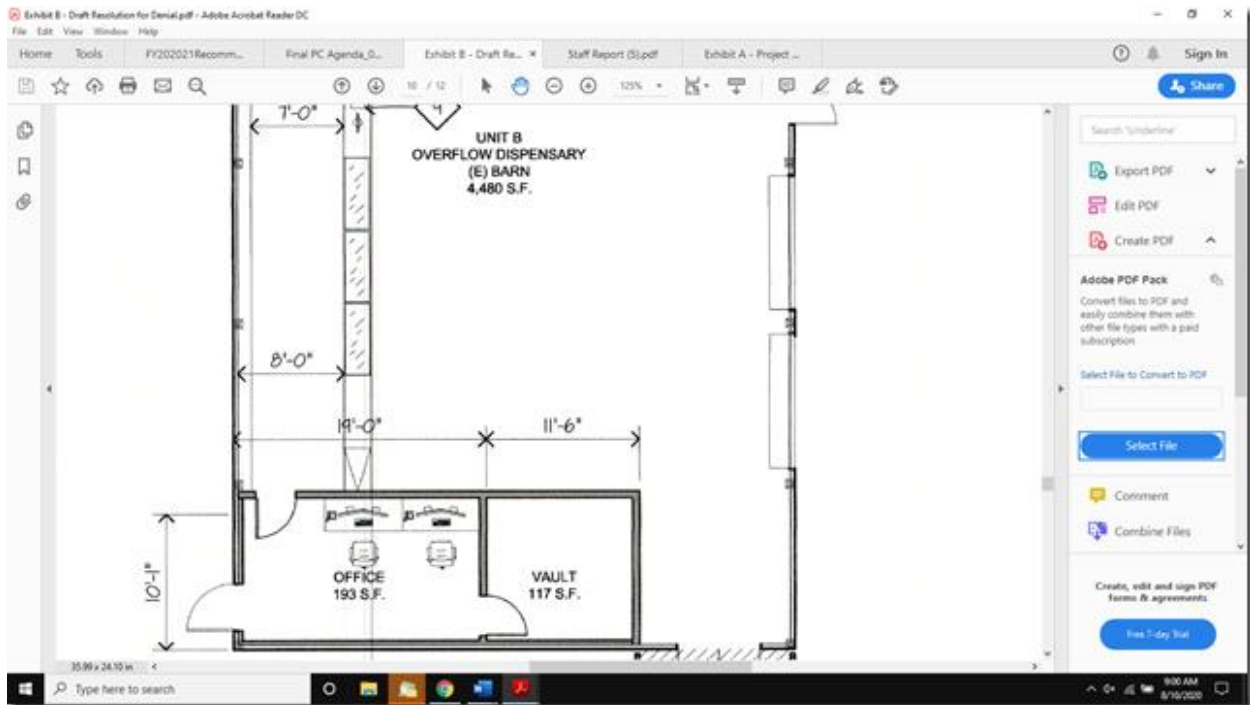 Exhibit B - Draft Resolution for Denial.pdf - Adobe Acrobat Reader DC
File Edit View Window Help
Home Tools FY202021Recomm... Final PC Agenda_0... Exhibit B - Draft Re... × Staff Report (5).pdf Exhibit A - Project ... Sign In
10 / 12 125% Share
7'-0"
4
UNIT B
OVERFLOW DISPENSARY
(E) BARN
4,480 S.F.
8'-0"
19'-0" 11'-6"
10'-1"
OFFICE
193 S.F.
VAULT
117 S.F.
35.99 x 24.10 in
Search 'Underline'
Export PDF
Edit PDF
Create PDF
Adobe PDF Pack
Convert files to PDF and
easily combine them with
other file types with a paid
subscription
Select File to Convert to PDF
Select File
Comment
Combine Files
Create, edit and sign PDF
forms & agreements
Free 7-day Trial
Type here to search
9:00 AM
8/10/2020